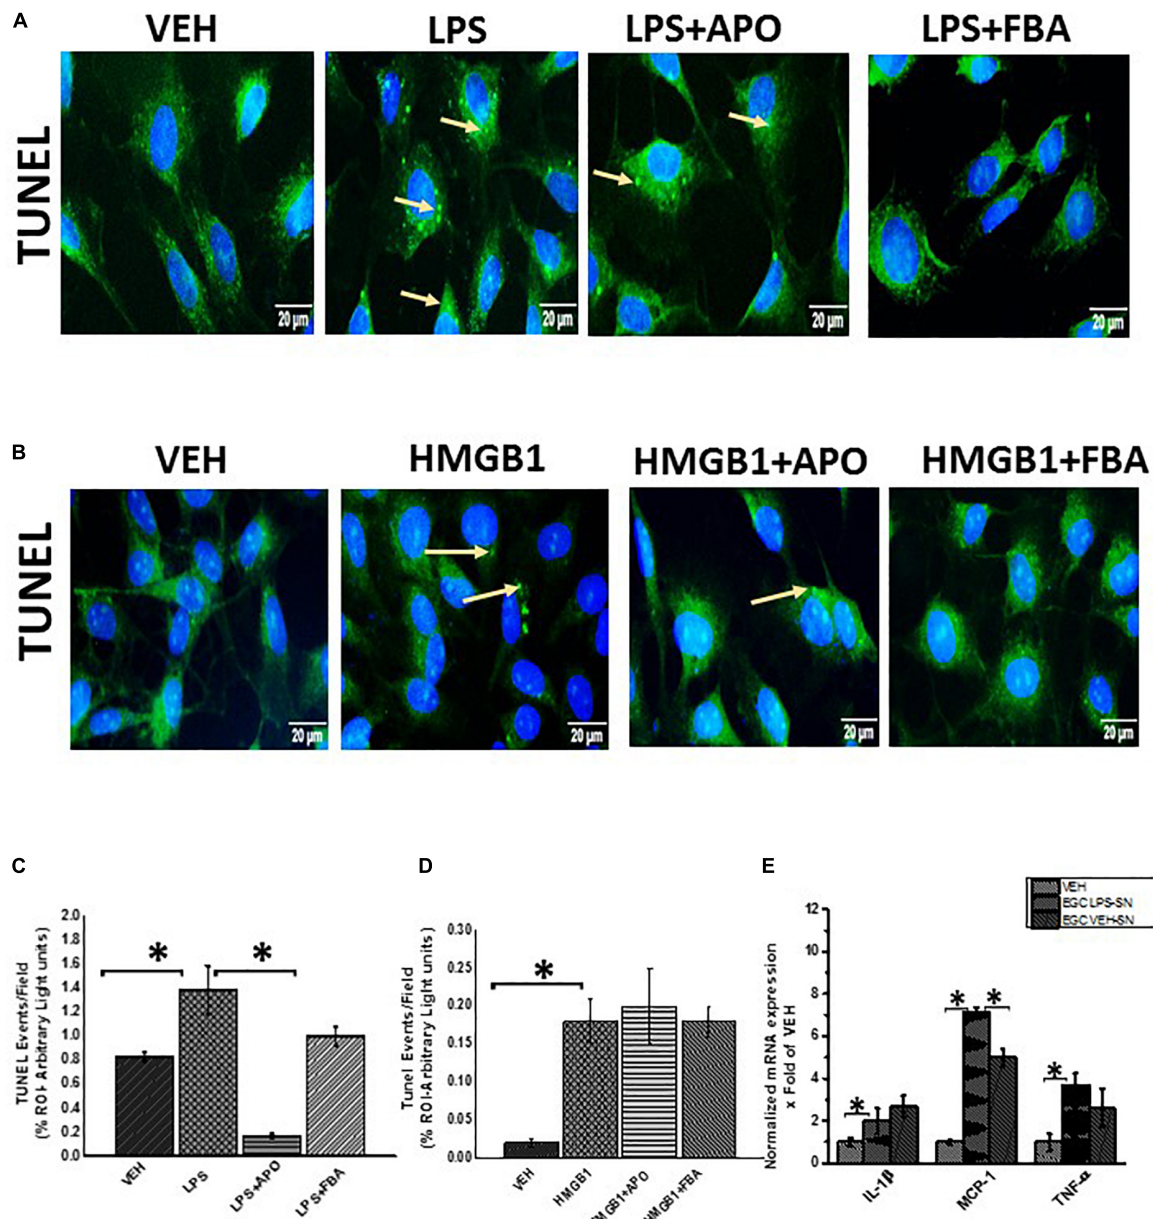 A
VEH
LPS
LPS+APO
LPS+FBA
TUNEL
20 µm
20 µm
20 µm
20 µm
B
VEH
HMGB1
HMGB1+APO
HMGB1+FBA
TUNEL
20 µm
20 µm
20 µm
20 µm
C
TUNEL Events/Field
(% ROI- Arbitrary Light units)
2.0
1.8
1.6
1.4
1.2
1.0
0.8
0.6
0.4
0.2
0.0
*
*
VEH
LPS
LPS+APO
LPS+FBA
D
Tunel Events/Field
(% ROI-Arbitrary Light units)
0.30
0.25
0.20
0.15
0.10
0.05
0.00
*
VEH
HMGB1
HMGB1+APO
HMGB1+FBA
E
VEH
EGC LPS-SN
EGC VEH-SN
Normalized mRNA expression
x Fold of VEH
12
10
8
6
4
2
0
*
*
*
*
IL-1β
MCP-1
TNF-α